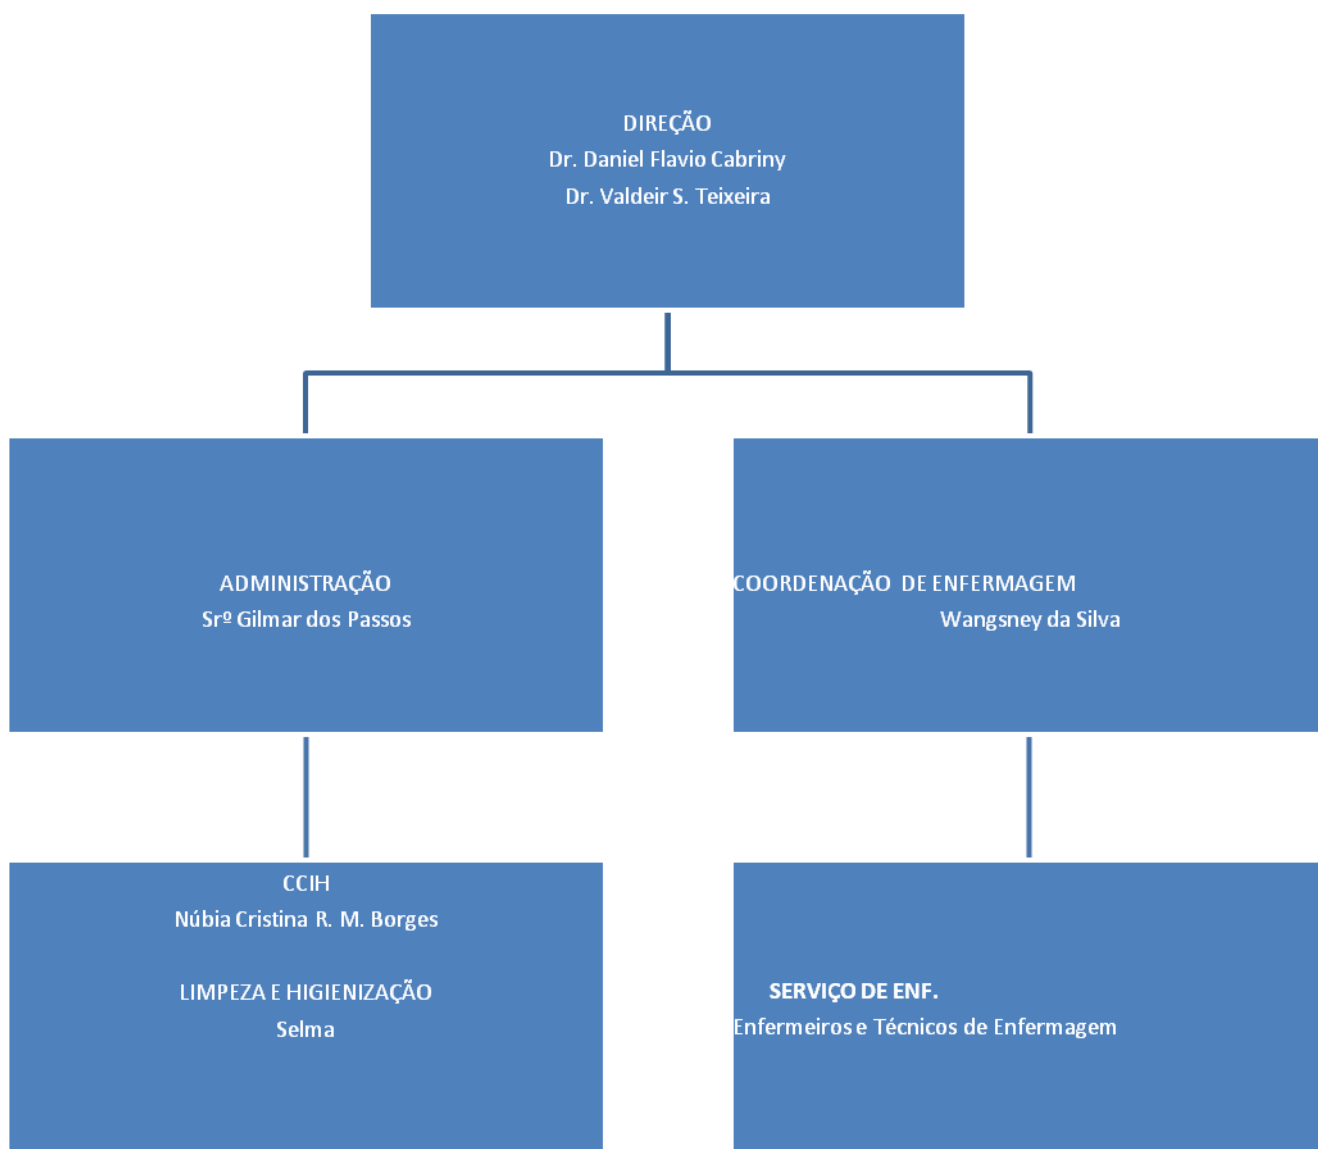 DIREÇÃO
Dr. Daniel Flavio Cabriny
Dr. Valdeir S. Teixeira
ADMINISTRAÇÃO
Srº Gilmar dos Passos
COORDENAÇÃO DE ENFERMAGEM
Wangsney da Silva
CCIH
Núbia Cristina R. M. Borges
LIMPEZA E HIGIENIZAÇÃO
Selma
SERVIÇO DE ENF.
Enfermeiros e Técnicos de Enfermagem